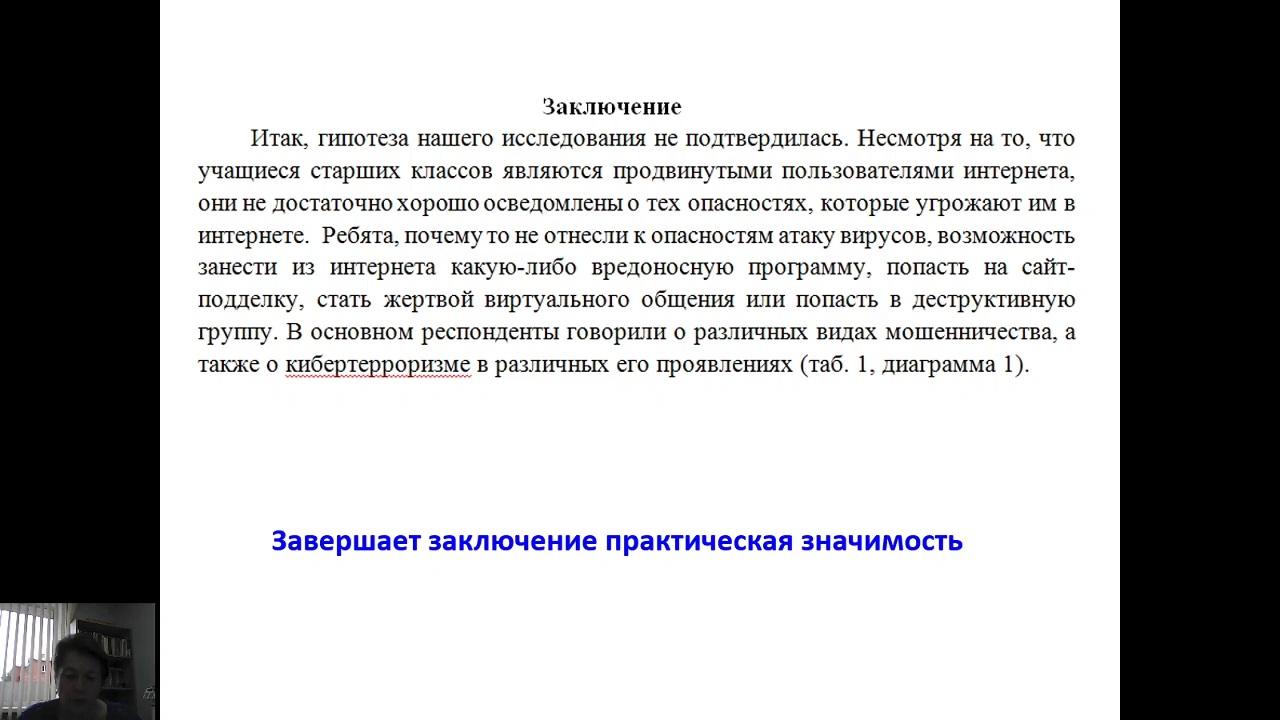 Заключение
Итак, гипотеза нашего исследования не подтвердилась. Несмотря на то, что
учащиеся старших классов являются продвинутыми пользователями интернета,
они не достаточно хорошо осведомлены о тех опасностях, которые угрожают им в
интернете.  Ребята, почему то не отнесли к опасностям атаку вирусов, возможность
занести из интернета какую-либо вредоносную программу, попасть на сайт-
подделку, стать жертвой виртуального общения или попасть в деструктивную
группу. В основном респонденты говорили о различных видах мошенничества, а
также о кибертерроризме в различных его проявлениях (таб. 1, диаграмма 1).
Завершает заключение практическая значимость